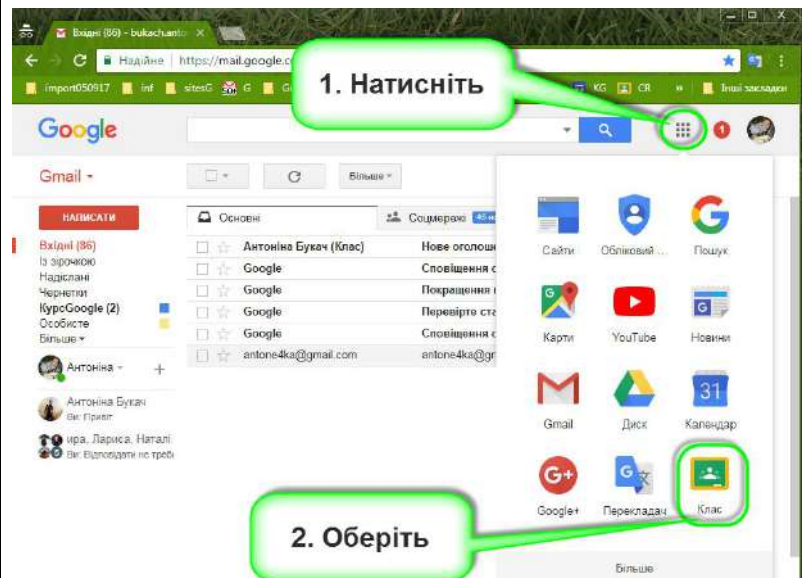 Вхідні (86) - bukach.anto
Надійне | https://mail.google.c
import050917 inf sitesG G KG CR » Інші закладки
1. Натисніть
Google
1
Gmail
Більше
НАПИСАТИ
Основні
Соцмережі
Вхідні (86)
Із зірочкою
Надіслані
Чернетки
КурсGoogle (2)
Особисте
Більше
Антоніна Букач (Клас) Нове оголош
Google Сповіщення с
Google Покращення
Google Перевірте ста
Google Сповіщення с
antone4ka@gmail.com antone4ka@gr
Антоніна
Антоніна Букач
Ви: Привіт
ира, Лариса, Наталі
Ви: Відповідати не треба
Сайти Обліковий ... Пошук
Карти YouTube Новини
31
Gmail Диск Календар
G+
Google+ Перекладач Клас
2. Оберіть
Більше